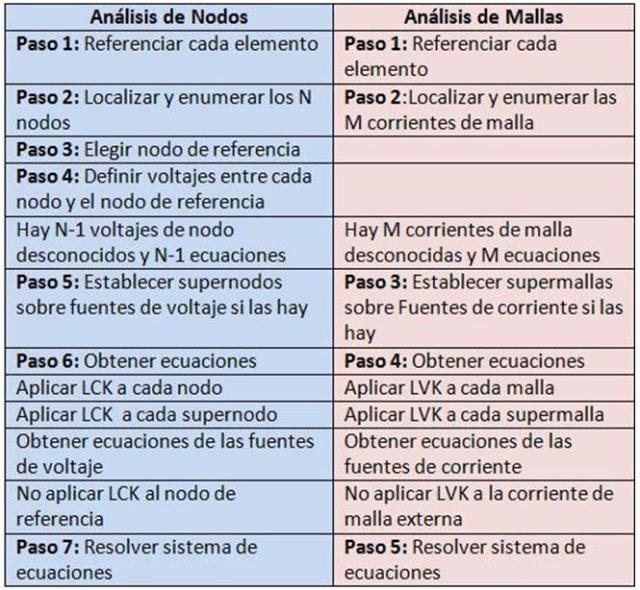 Análisis de Nodos
Análisis de Mallas
Paso 1: Referenciar cada elemento
Paso 1: Referenciar cada
elemento
Paso 2: Localizar y enumerar los N
nodos
Paso 2:Localizar y enumerar las
M corrientes de malla
Paso 3: Elegir nodo de referencia
Paso 4: Definir voltajes entre cada
nodo y el nodo de referencia
Hay N-1 voltajes de nodo
desconocidos y N-1 ecuaciones
Hay M corrientes de malla
desconocidas y M ecuaciones
Paso 5: Establecer supernodos
sobre fuentes de voltaje si las hay
Paso 3: Establecer supermallas
sobre Fuentes de corriente si las
hay
Paso 6: Obtener ecuaciones
Paso 4: Obtener ecuaciones
Aplicar LCK a cada nodo
Aplicar LVK a cada malla
Aplicar LCK a cada supernodo
Aplicar LVK a cada supermalla
Obtener ecuaciones de las fuentes
de voltaje
Obtener ecuaciones de las
fuentes de corriente
No aplicar LCK al nodo de
referencia
No aplicar LVK a la corriente de
malla externa
Paso 7: Resolver sistema de
ecuaciones
Paso 5: Resolver sistema de
ecuaciones